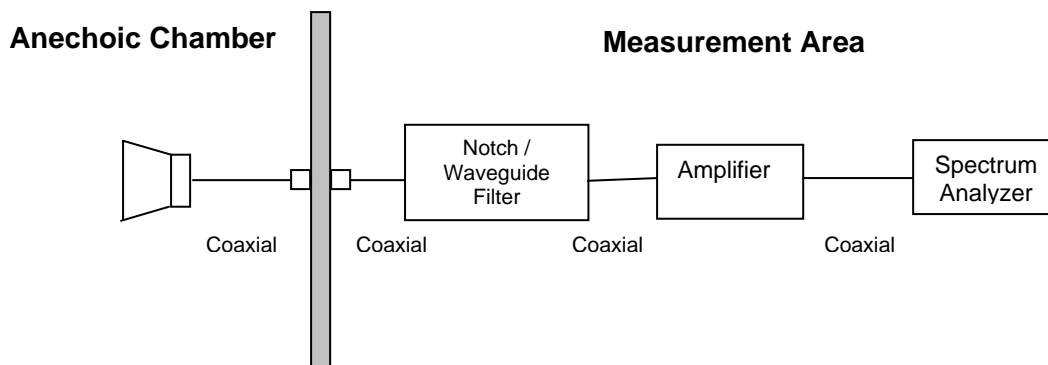 Anechoic Chamber
Measurement Area
Notch /
Waveguide
Filter
Amplifier
Spectrum
Analyzer
Coaxial
Coaxial
Coaxial
Coaxial